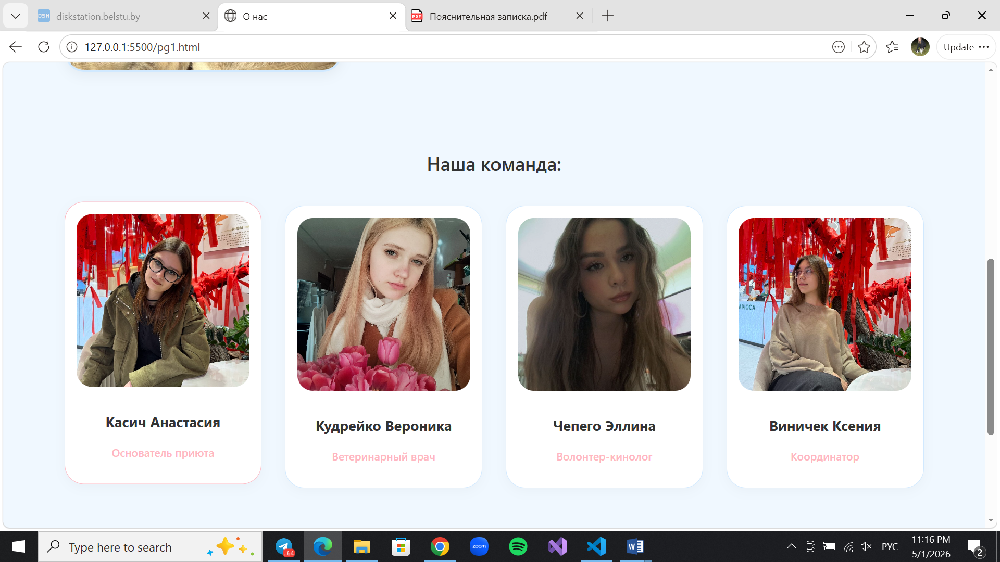 diskstation.belstu.by
О нас
Пояснительная записка.pdf
127.0.0.1:5500/pg1.html
Update
Наша команда:
APIOCA
Касич Анастасия
Основатель приюта
Кудрейко Вероника
Ветеринарный врач
Чепего Эллина
Волонтер-кинолог
Виничек Ксения
Координатор
Type here to search
..64
zoom
РУС
11:16 PM
5/1/2026
2